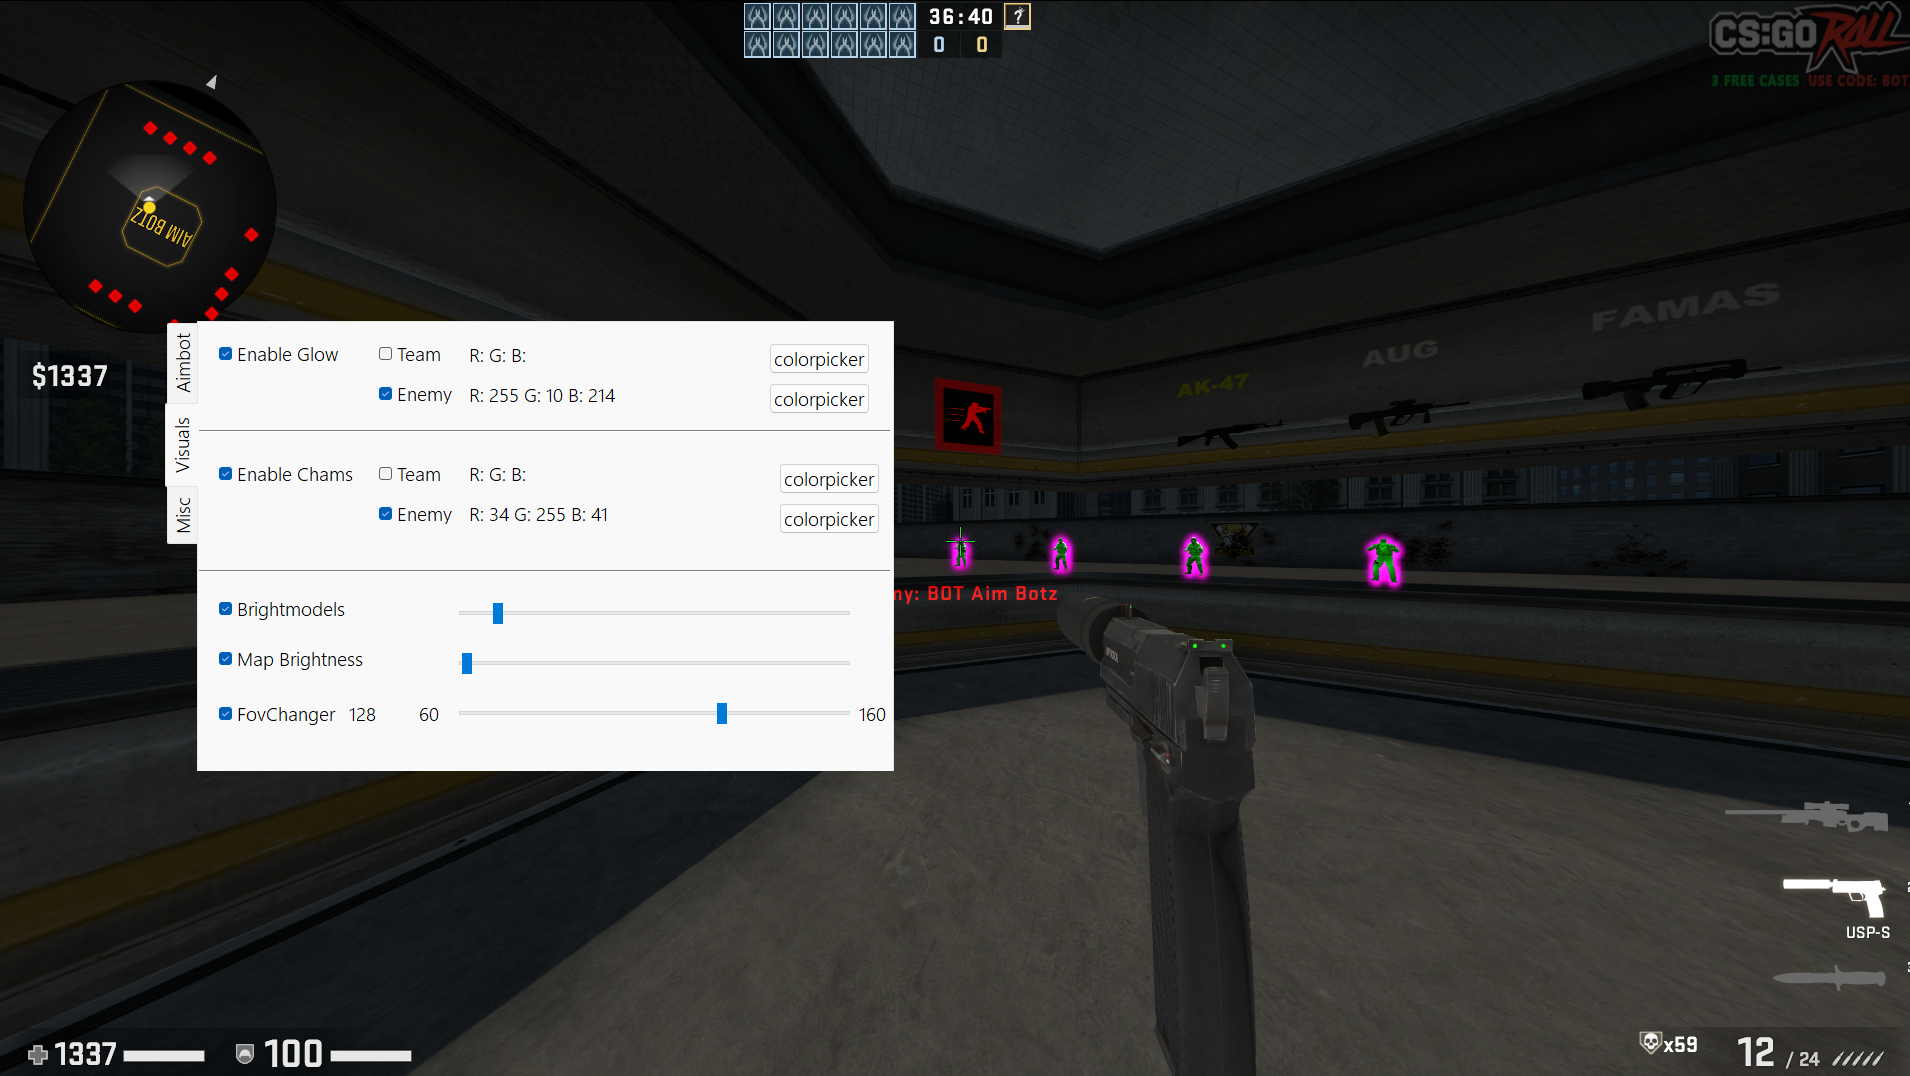 36:40
?
0 0
CS:GO ROLL
3 FREE CASES USE CODE: BOT
AIM BOTZ
$1337
Aimbot
Visuals
Misc
Enable Glow Team R: G: B: colorpicker
Enemy R: 255 G: 10 B: 214 colorpicker
Enable Chams Team R: G: B: colorpicker
Enemy R: 34 G: 255 B: 41 colorpicker
Brightmodels
Map Brightness
FovChanger 128 60 160
AK-47
AUG
FAMAS
ny: BOT Aim Botz
USP-S
1337
100
x59
12 / 24